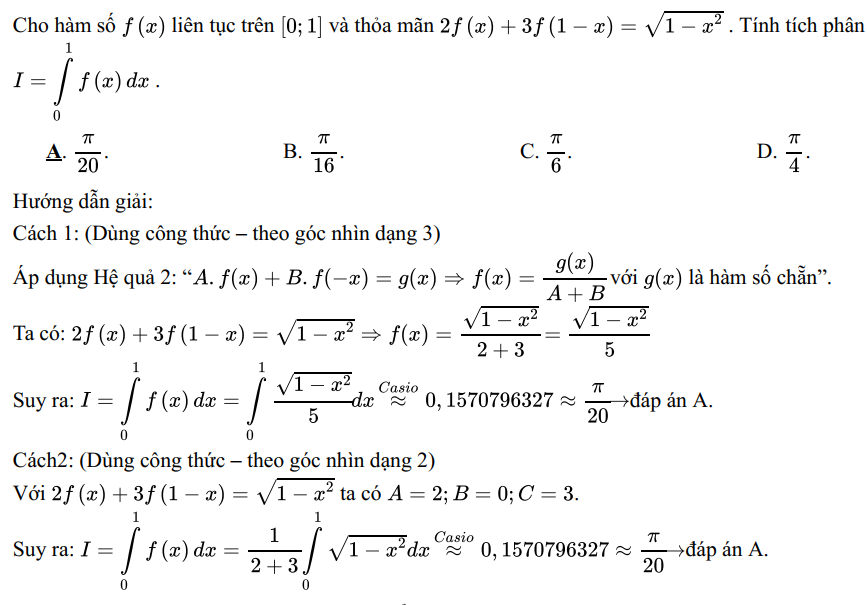 Cho hàm số f(x) liên tục trên [0;1] và thỏa mãn 2f(x)+3f(1−x)=√(1−x²). Tính tích phân
I=∫₀¹ f(x)dx.
A. π/20. B. π/16. C. π/6. D. π/4.
Hướng dẫn giải:
Cách 1: (Dùng công thức – theo góc nhìn dạng 3)
Áp dụng Hệ quả 2: “A.f(x)+B.f(−x)=g(x)⇒f(x)=g(x)/(A+B) với g(x) là hàm số chẵn”.
Ta có: 2f(x)+3f(1−x)=√(1−x²)⇒f(x)=√(1−x²)/(2+3)=√(1−x²)/5
Suy ra: I=∫₀¹ f(x)dx=∫₀¹ √(1−x²)/5 dx ≈(Casio) 0,1570796327≈π/20→đáp án A.
Cách2: (Dùng công thức – theo góc nhìn dạng 2)
Với 2f(x)+3f(1−x)=√(1−x²) ta có A=2;B=0;C=3.
Suy ra: I=∫₀¹ f(x)dx=1/(2+3)∫₀¹ √(1−x²)dx ≈(Casio) 0,1570796327≈π/20→đáp án A.